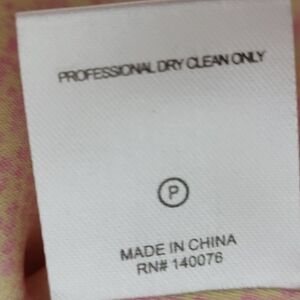 PROFESSIONAL DRY CLEAN ONLY
P
MADE IN CHINA
RN# 140076